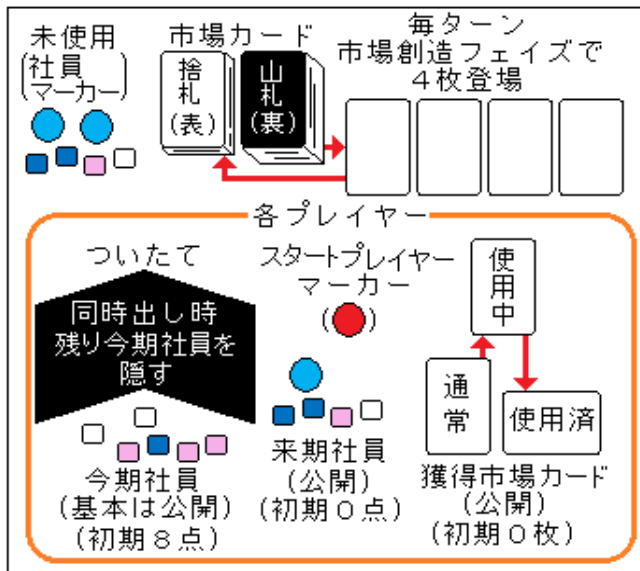 未使用
(社員
マーカー)
市場カード
捨札
(表)
山札
(裏)
毎ターン
市場創造フェイズで
4枚登場
各プレイヤー
ついたて
同時出し時
残り今期社員を
隠す
今期社員
(基本は公開)
(初期8点)
スタートプレイヤー
マーカー
( )
来期社員
(公開)
(初期0点)
使用中
通常
使用済
獲得市場カード
(公開)
(初期0枚)